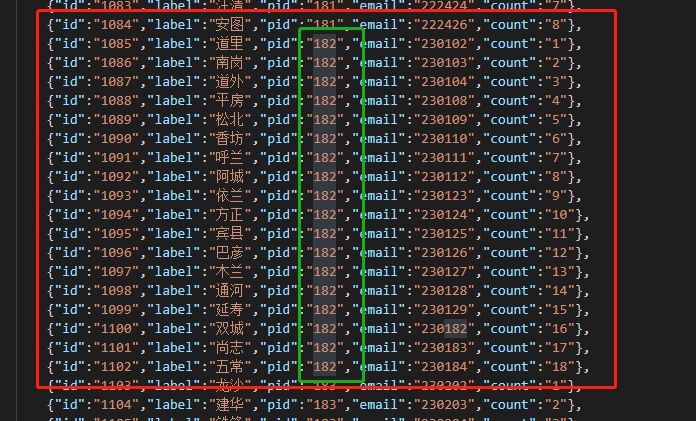 {"id":"1083","label":"汪清","pid":"181","email":"222424","count":"7"},
{"id":"1084","label":"安图","pid":"181","email":"222426","count":"8"},
{"id":"1085","label":"道里","pid":"182","email":"230102","count":"1"},
{"id":"1086","label":"南岗","pid":"182","email":"230103","count":"2"},
{"id":"1087","label":"道外","pid":"182","email":"230104","count":"3"},
{"id":"1088","label":"平房","pid":"182","email":"230108","count":"4"},
{"id":"1089","label":"松北","pid":"182","email":"230109","count":"5"},
{"id":"1090","label":"香坊","pid":"182","email":"230110","count":"6"},
{"id":"1091","label":"呼兰","pid":"182","email":"230111","count":"7"},
{"id":"1092","label":"阿城","pid":"182","email":"230112","count":"8"},
{"id":"1093","label":"依兰","pid":"182","email":"230123","count":"9"},
{"id":"1094","label":"方正","pid":"182","email":"230124","count":"10"},
{"id":"1095","label":"宾县","pid":"182","email":"230125","count":"11"},
{"id":"1096","label":"巴彦","pid":"182","email":"230126","count":"12"},
{"id":"1097","label":"木兰","pid":"182","email":"230127","count":"13"},
{"id":"1098","label":"通河","pid":"182","email":"230128","count":"14"},
{"id":"1099","label":"延寿","pid":"182","email":"230129","count":"15"},
{"id":"1100","label":"双城","pid":"182","email":"230182","count":"16"},
{"id":"1101","label":"尚志","pid":"182","email":"230183","count":"17"},
{"id":"1102","label":"五常","pid":"182","email":"230184","count":"18"},
{"id":"1103","label":"龙沙","pid":"183","email":"230202","count":"1"},
{"id":"1104","label":"建华","pid":"183","email":"230203","count":"2"},